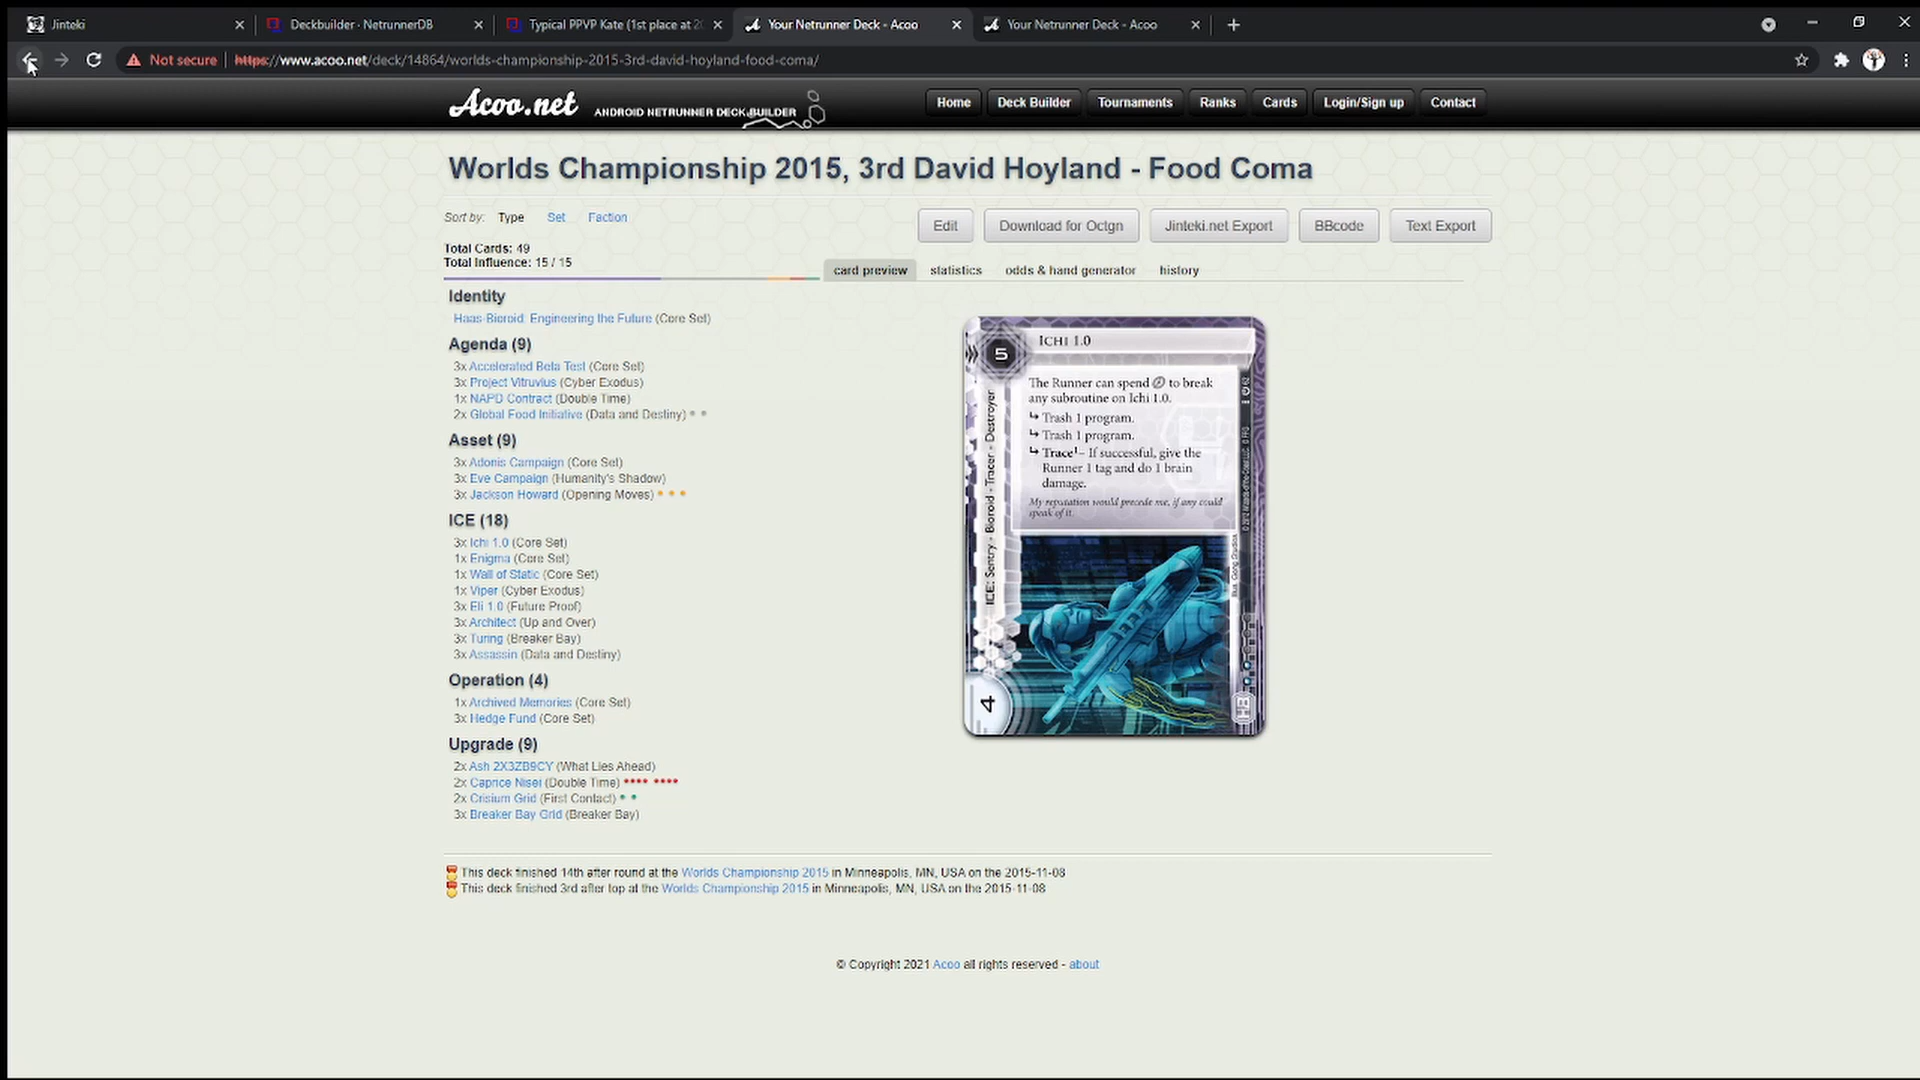 Jinteki
Deckbuilder · NetrunnerDB
Typical PPVP Kate (1st place at 20
Your Netrunner Deck - Acoo
Your Netrunner Deck - Acoo
Not secure
https://www.acoo.net/deck/14864/worlds-championship-2015-3rd-david-hoyland-food-coma/
Acoo.net
ANDROID NETRUNNER DECK BUILDER
Home
Deck Builder
Tournaments
Ranks
Cards
Login/Sign up
Contact
Worlds Championship 2015, 3rd David Hoyland - Food Coma
Sort by: Type Set Faction
Edit
Download for Octgn
Jinteki.net Export
BBcode
Text Export
Total Cards: 49
Total Influence: 15 / 15
card preview
statistics
odds & hand generator
history
Identity
Haas-Bioroid: Engineering the Future (Core Set)
Agenda (9)
3x Accelerated Beta Test (Core Set)
3x Project Vitruvius (Cyber Exodus)
1x NAPD Contract (Double Time)
2x Global Food Initiative (Data and Destiny)
Asset (9)
3x Adonis Campaign (Core Set)
3x Eve Campaign (Humanity's Shadow)
3x Jackson Howard (Opening Moves)
ICE (18)
3x Ichi 1.0 (Core Set)
1x Enigma (Core Set)
1x Wall of Static (Core Set)
1x Viper (Cyber Exodus)
3x Eli 1.0 (Future Proof)
3x Architect (Up and Over)
3x Turing (Breaker Bay)
3x Assassin (Data and Destiny)
Operation (4)
1x Archived Memories (Core Set)
3x Hedge Fund (Core Set)
Upgrade (9)
2x Ash 2X3ZB9CY (What Lies Ahead)
2x Caprice Nisei (Double Time)
2x Crisium Grid (First Contact)
3x Breaker Bay Grid (Breaker Bay)
5
Ichi 1.0
The Runner can spend to break
any subroutine on Ichi 1.0.
Trash 1 program.
Trash 1 program.
Trace1– If successful, give the
Runner 1 tag and do 1 brain
damage.
My reputation would precede me, if any could
speak of it.
ICE: Sentry - Bioroid - Tracer - Destroyer
4
HB
This deck finished 14th after round at the Worlds Championship 2015 in Minneapolis, MN, USA on the 2015-11-08
This deck finished 3rd after top at the Worlds Championship 2015 in Minneapolis, MN, USA on the 2015-11-08
© Copyright 2021 Acoo all rights reserved - about